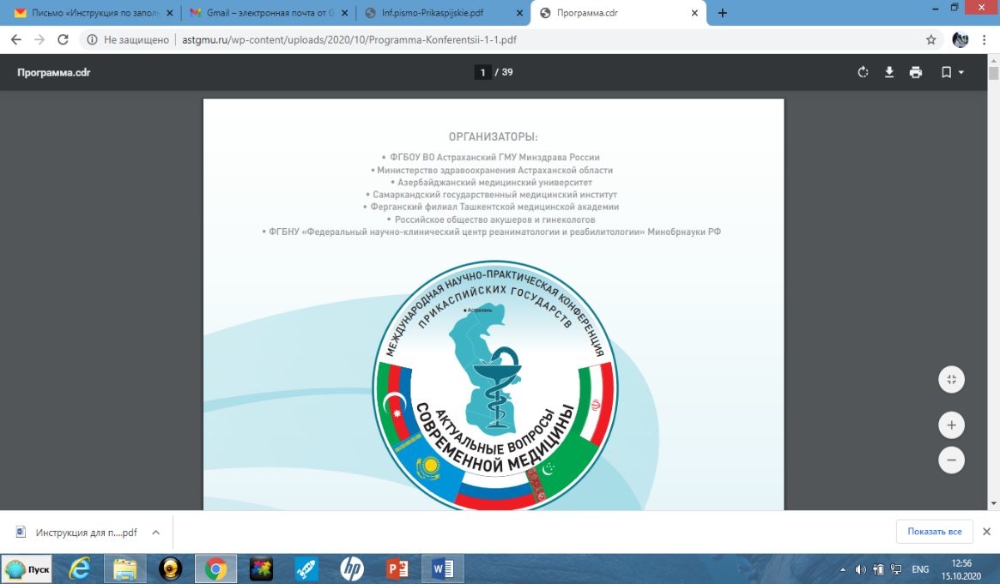 Письмо «Инструкция по заполн
Gmail – электронная почта от G
Inf.pismo-Prikaspijskie.pdf
Программа.cdr
Не защищено
astgmu.ru/wp-content/uploads/2020/10/Programma-Konferentsii-1-1.pdf
Программа.cdr
1 / 39
ОРГАНИЗАТОРЫ:
• ФГБОУ ВО Астраханский ГМУ Минздрава России
• Министерство здравоохранения Астраханской области
• Азербайджанский медицинский университет
• Самаркандский государственный медицинский институт
• Ферганский филиал Ташкентской медицинской академии
• Российское общество акушеров и гинекологов
• ФГБНУ «Федеральный научно-клинический центр реаниматологии и реабилитологии» Минобрнауки РФ
МЕЖДУНАРОДНАЯ НАУЧНО-ПРАКТИЧЕСКАЯ КОНФЕРЕНЦИЯ
ПРИКАСПИЙСКИХ ГОСУДАРСТВ
Астрахань
АКТУАЛЬНЫЕ ВОПРОСЫ
СОВРЕМЕННОЙ МЕДИЦИНЫ
Инструкция для п....pdf
Показать все
Пуск
ENG
12:56
15.10.2020